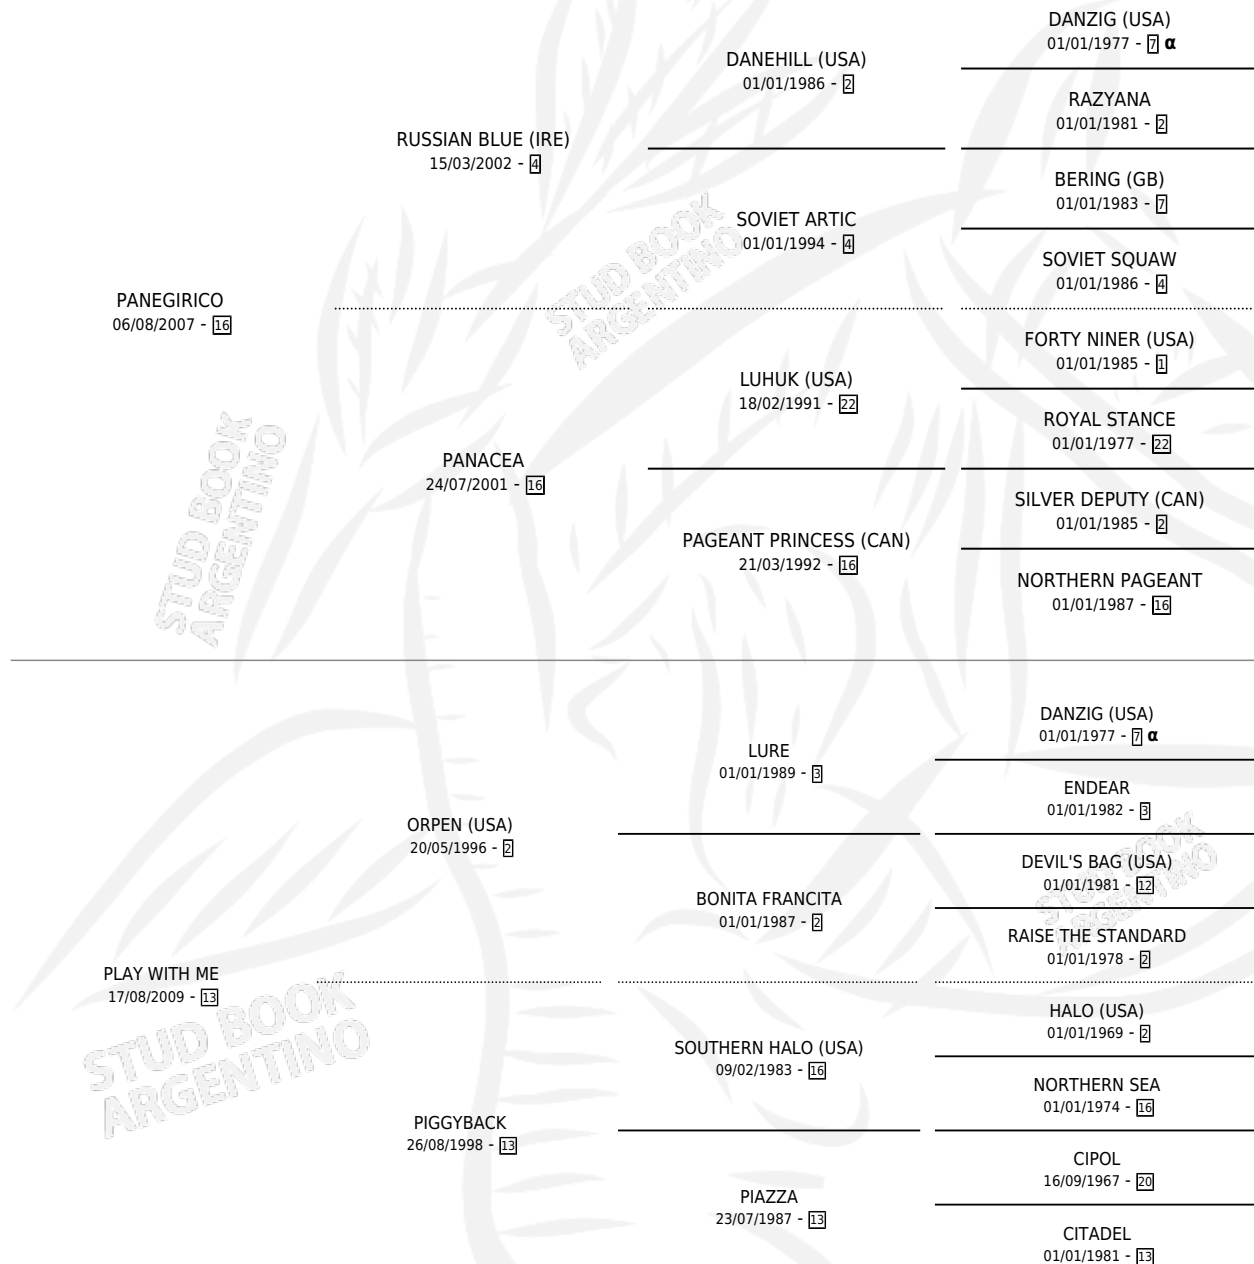 DANZIG (USA)
01/01/1977 - 7 α
DANEHILL (USA)
01/01/1986 - 2
RAZYANA
01/01/1981 - 2
RUSSIAN BLUE (IRE)
15/03/2002 - 4
BERING (GB)
01/01/1983 - 7
SOVIET ARTIC
01/01/1994 - 4
SOVIET SQUAW
01/01/1986 - 4
PANEGIRICO
06/08/2007 - 16
FORTY NINER (USA)
01/01/1985 - 1
LUHUK (USA)
18/02/1991 - 22
ROYAL STANCE
01/01/1977 - 22
PANACEA
24/07/2001 - 16
SILVER DEPUTY (CAN)
01/01/1985 - 2
PAGEANT PRINCESS (CAN)
21/03/1992 - 16
NORTHERN PAGEANT
01/01/1987 - 16
DANZIG (USA)
01/01/1977 - 7 α
LURE
01/01/1989 - 3
ENDEAR
01/01/1982 - 3
ORPEN (USA)
20/05/1996 - 2
DEVIL'S BAG (USA)
01/01/1981 - 12
BONITA FRANCITA
01/01/1987 - 2
RAISE THE STANDARD
01/01/1978 - 2
PLAY WITH ME
17/08/2009 - 13
HALO (USA)
01/01/1969 - 2
SOUTHERN HALO (USA)
09/02/1983 - 16
NORTHERN SEA
01/01/1974 - 16
PIGGYBACK
26/08/1998 - 13
CIPOL
16/09/1967 - 20
PIAZZA
23/07/1987 - 13
CITADEL
01/01/1981 - 13
STUD BOOK
ARGENTINO
STUD BOOK
ARGENTINO
STUD BOOK
ARGENTINO
STUD BOOK
ARGENTINO